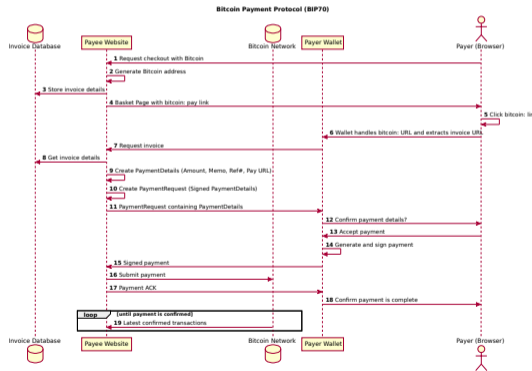 Bitcoin Payment Protocol (BIP70)
Invoice Database
Payee Website
Bitcoin Network
Payer Wallet
Payer (Browser)
1 Request checkout with Bitcoin
2 Generate Bitcoin address
3 Store invoice details
4 Basket Page with bitcoin: pay link
5 Click bitcoin:
6 Wallet handles bitcoin: URL and extracts invoice URL
7 Request invoice
8 Get invoice details
9 Create PaymentDetails (Amount, Memo, Ref#, Pay URL)
10 Create PaymentRequest (Signed PaymentDetails)
11 PaymentRequest containing PaymentDetails
12 Confirm payment details?
13 Accept payment
14 Generate and sign payment
15 Signed payment
16 Submit payment
17 Payment ACK
18 Confirm payment is complete
loop (until payment is confirmed)
19 Latest confirmed transactions
Invoice Database
Payee Website
Bitcoin Network
Payer Wallet
Payer (Browser)